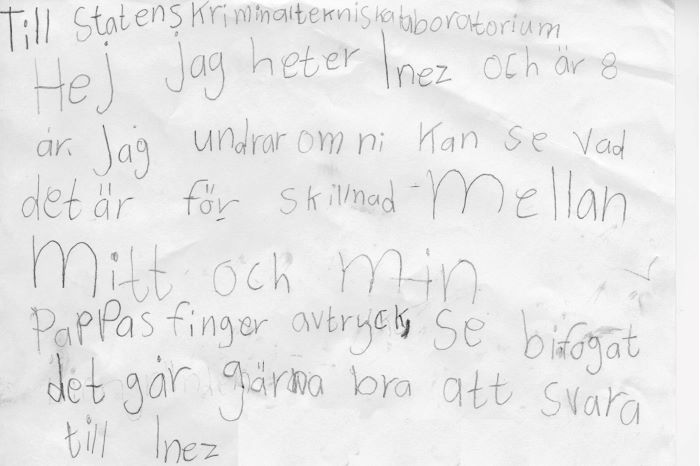 Till Statens Kriminaltekniska laboratorium
Hej jag heter Inez och är 8
år. Jag undrar om ni kan se vad
det är för skillnad Mellan
Mitt och min
pappas finger avtryck, se bifogat
det går gärna bra att svara
till Inez